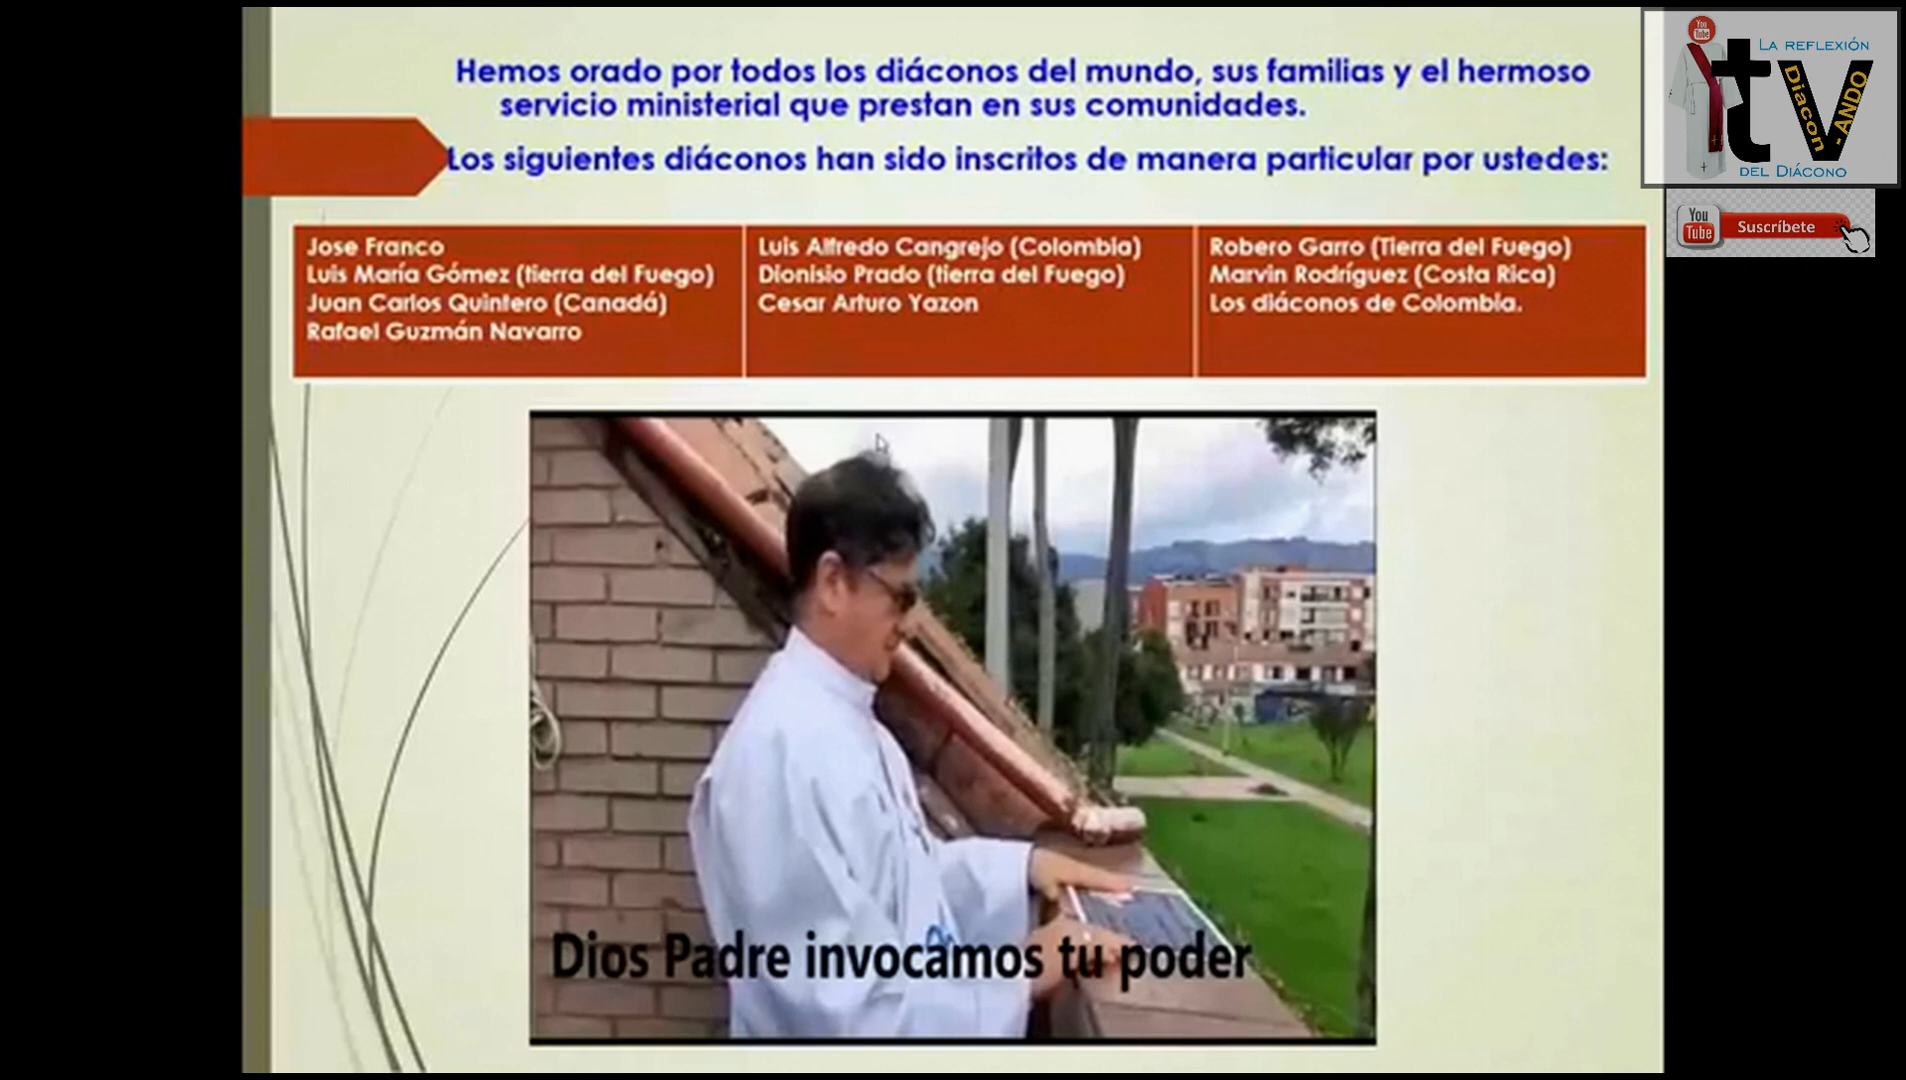 Hemos orado por todos los diáconos del mundo, sus familias y el hermoso
servicio ministerial que prestan en sus comunidades.
Los siguientes diáconos han sido inscritos de manera particular por ustedes:
Jose Franco
Luis María Gómez (tierra del Fuego)
Juan Carlos Quintero (Canadá)
Rafael Guzmán Navarro
Luis Alfredo Cangrejo (Colombia)
Dionisio Prado (tierra del Fuego)
Cesar Arturo Yazon
Robero Garro (Tierra del Fuego)
Marvin Rodríguez (Costa Rica)
Los diáconos de Colombia.
Dios Padre invocamos tu poder
You
Tube
LA REFLEXIÓN
tv
Diacon
-ANDO
DEL DIÁCONO
You
Tube
Suscríbete